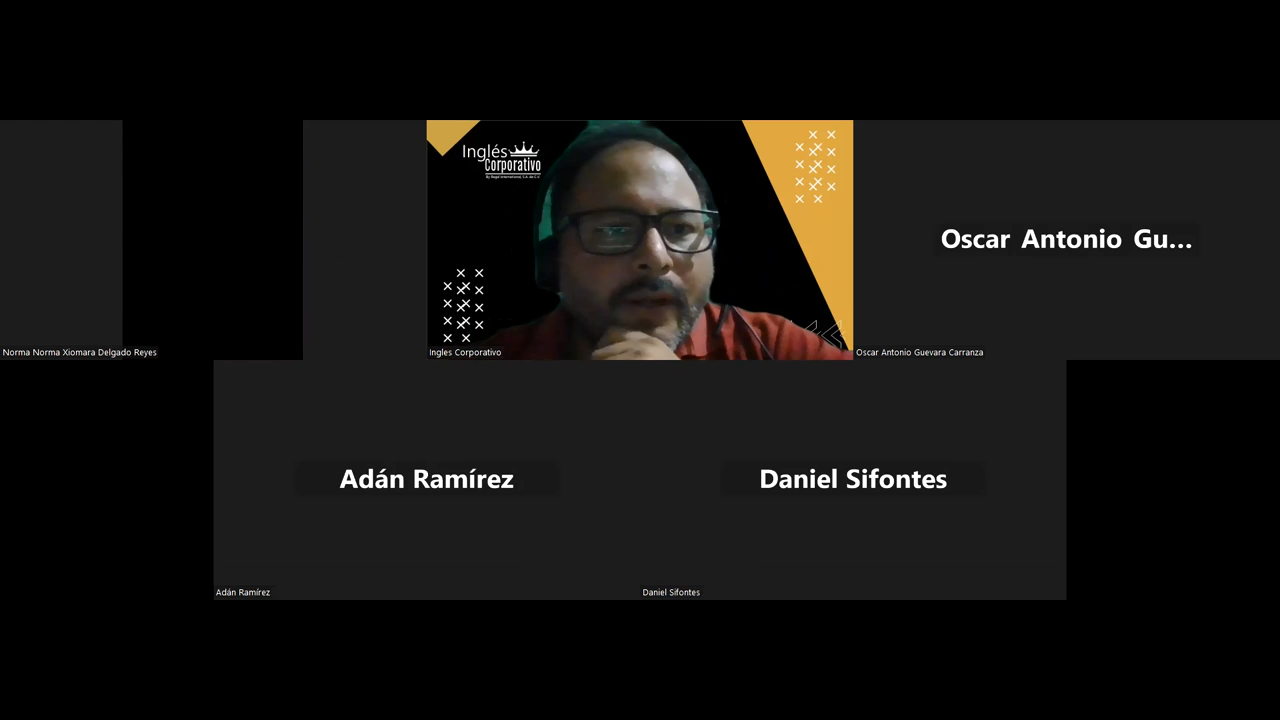 Inglés
Corporativo
Norma Norma Xiomara Delgado Reyes
Ingles Corporativo
Oscar Antonio Gu...
Oscar Antonio Guevara Carranza
Adán Ramírez
Daniel Sifontes
Adán Ramírez
Daniel Sifontes